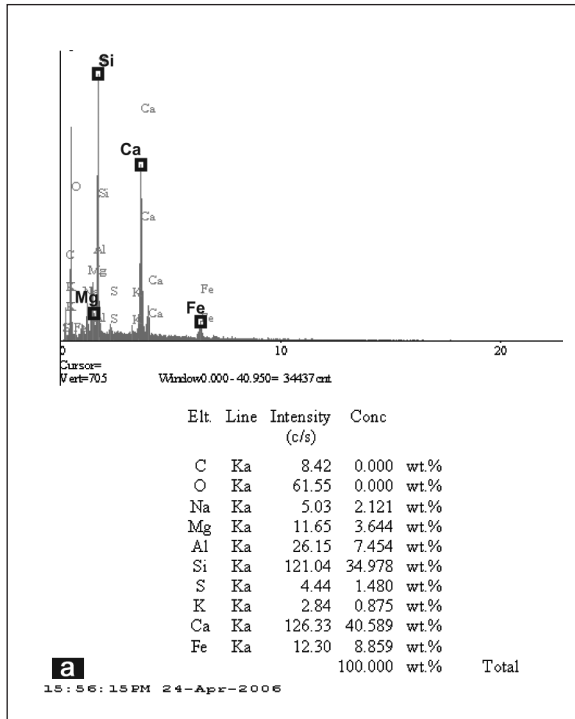 Si
Ca
Ca
O
Si
Ca
Al
C
Mg
Ca
Fe
K
Na
S
K
Mg
Fe
K
Ca
Fe
S
K
Al
Fe
0
10
20
Cursor=
Vert=705 Window0.000 - 40.950= 34437 cnt
Elt. Line Intensity Conc
(c/s)
C Ka 8.42 0.000 wt.%
O Ka 61.55 0.000 wt.%
Na Ka 5.03 2.121 wt.%
Mg Ka 11.65 3.644 wt.%
Al Ka 26.15 7.454 wt.%
Si Ka 121.04 34.978 wt.%
S Ka 4.44 1.480 wt.%
K Ka 2.84 0.875 wt.%
Ca Ka 126.33 40.589 wt.%
Fe Ka 12.30 8.859 wt.%
100.000 wt.% Total
a
15:56:15PM 24-Apr-2006